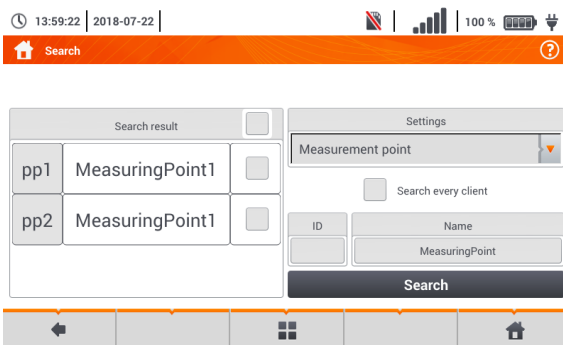 13:59:22 2018-07-22 100 %
Search ?
Search result
pp1 MeasuringPoint1
pp2 MeasuringPoint1
Settings
Measurement point
Search every client
ID Name
MeasuringPoint
Search